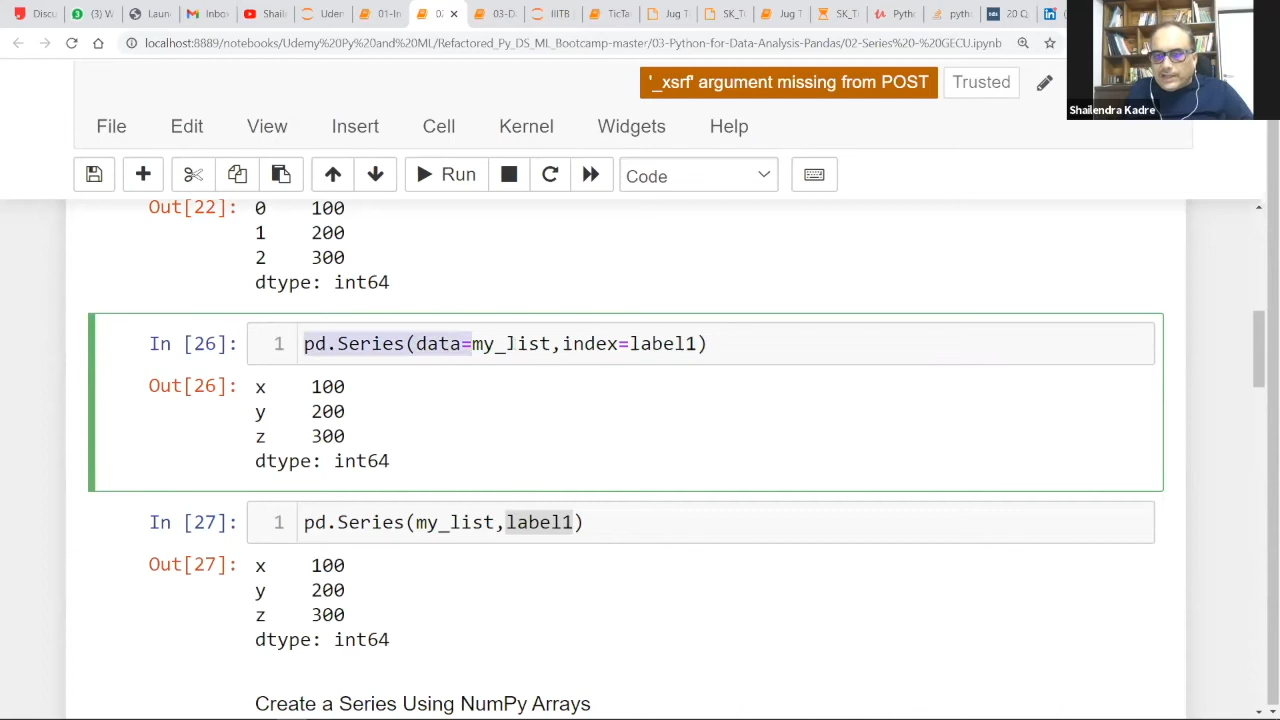 Discu
3
(3) W
Laun
Inbo
Shail
Uder
01-In
0
ITB
TicTa
Jug T
SK_T
Jug T
SK_Ti
Pyth
pyth
20 Q
localhost:8889/notebooks/Udemy%20Py%20and%20ML/Refactored_Py_DS_ML_Bootcamp-master/03-Python-for-Data-Analysis-Pandas/02-Series%20-%20GECU.ipynb
Shailendra Kadre
'_xsrf' argument missing from POST
Trusted
File Edit View Insert Cell Kernel Widgets Help
Run
Code
Out[22]: 0 100
1 200
2 300
dtype: int64
In [26]: 1 pd.Series(data=my_list,index=label1)
Out[26]: x 100
y 200
z 300
dtype: int64
In [27]: 1 pd.Series(my_list,label1)
Out[27]: x 100
y 200
z 300
dtype: int64
Create a Series Using NumPy Arrays